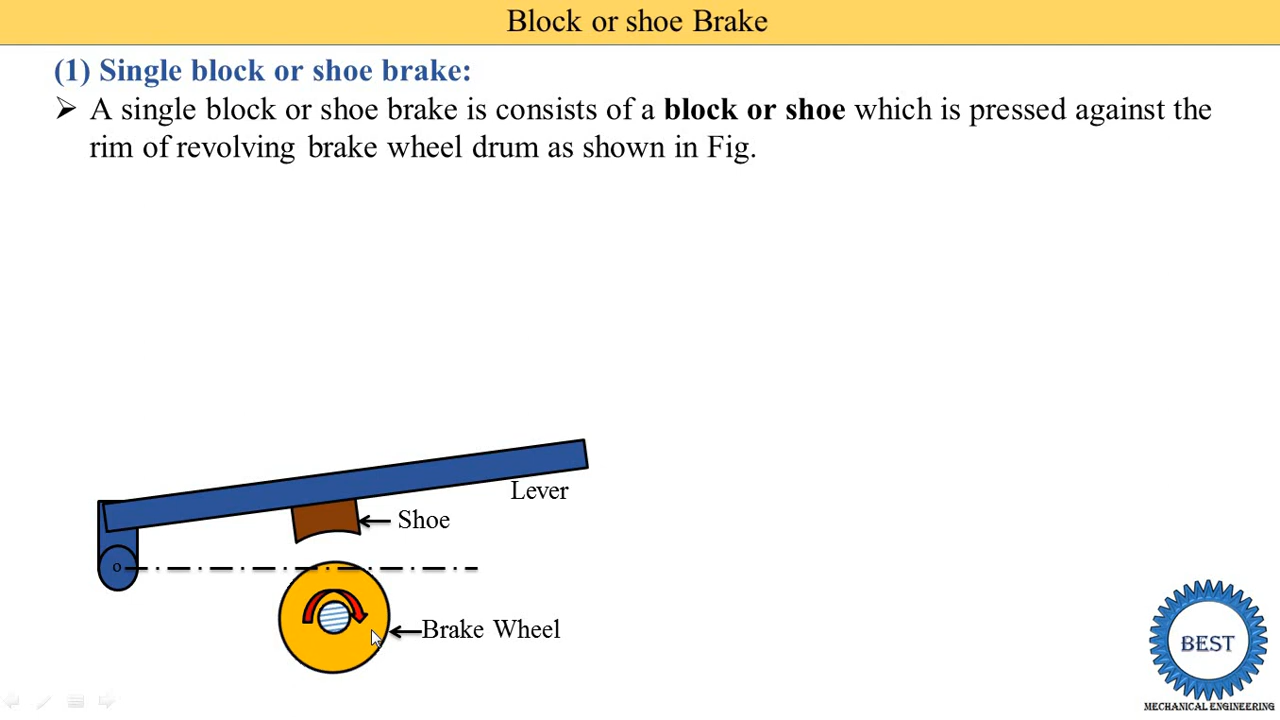 Block or shoe Brake
(1) Single block or shoe brake:
➢ A single block or shoe brake is consists of a block or shoe which is pressed against the
rim of revolving brake wheel drum as shown in Fig.
Lever
Shoe
o
Brake Wheel
BEST
MECHANICAL ENGINEERING